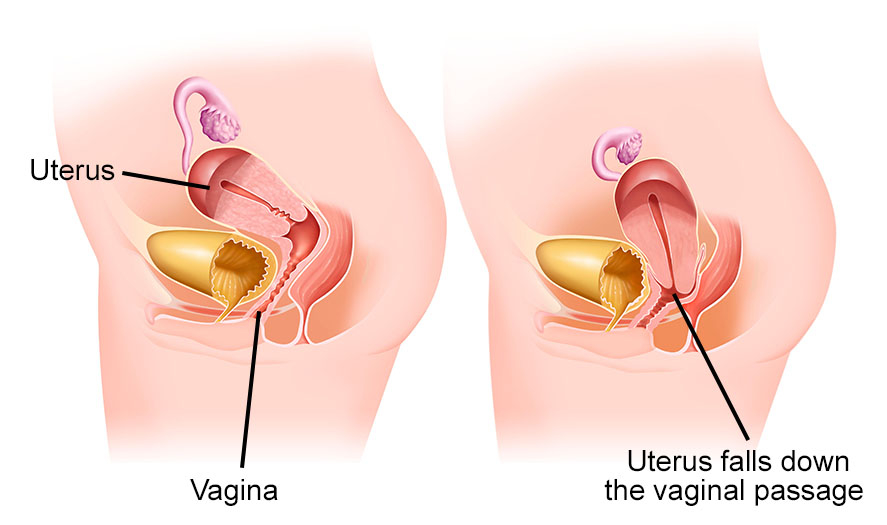 Uterus
Vagina
Uterus falls down
the vaginal passage